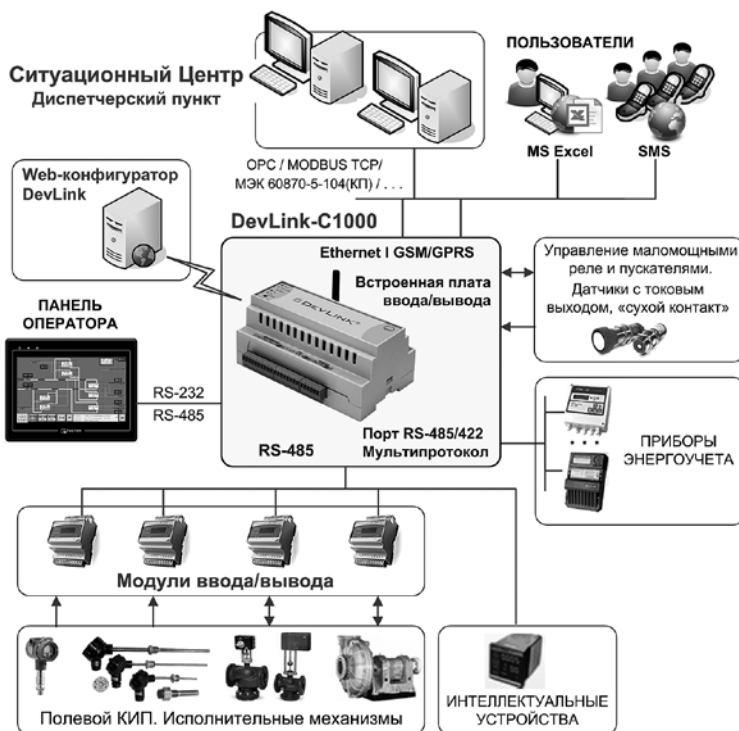 Ситуационный Центр
Диспетчерский пункт
ПОЛЬЗОВАТЕЛИ
MS Excel
SMS
OPC / MODBUS TCP/
МЭК 60870-5-104(КП) / . . .
Web-конфигуратор
DevLink
DevLink-C1000
Ethernet I GSM/GPRS
Встроенная плата
ввода/вывода
DEVLINK
Управление маломощными
реле и пускателями.
Датчики с токовым
выходом, «сухой контакт»
ПАНЕЛЬ
ОПЕРАТОРА
RS-232
RS-485
RS-485
Порт RS-485/422
Мультипротокол
ПРИБОРЫ
ЭНЕРГОУЧЕТА
Модули ввода/вывода
Полевой КИП. Исполнительные механизмы
ИНТЕЛЛЕКТУАЛЬНЫЕ
УСТРОЙСТВА